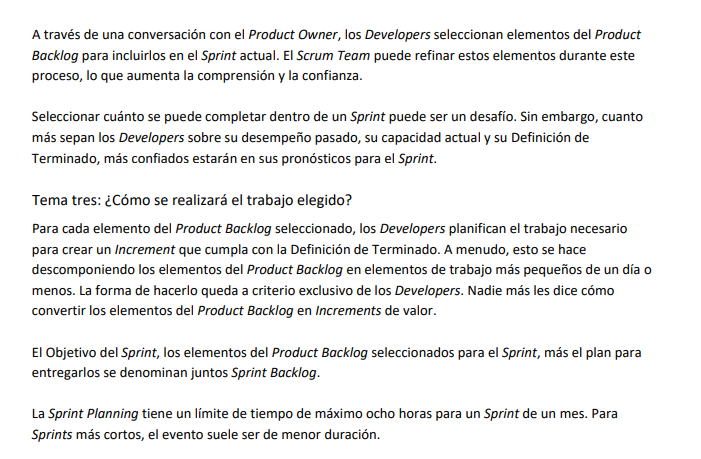 A través de una conversación con el Product Owner, los Developers seleccionan elementos del Product
Backlog para incluirlos en el Sprint actual. El Scrum Team puede refinar estos elementos durante este
proceso, lo que aumenta la comprensión y la confianza.
Seleccionar cuánto se puede completar dentro de un Sprint puede ser un desafío. Sin embargo, cuanto
más sepan los Developers sobre su desempeño pasado, su capacidad actual y su Definición de
Terminado, más confiados estarán en sus pronósticos para el Sprint.
Tema tres: ¿Cómo se realizará el trabajo elegido?
Para cada elemento del Product Backlog seleccionado, los Developers planifican el trabajo necesario
para crear un Increment que cumpla con la Definición de Terminado. A menudo, esto se hace
descomponiendo los elementos del Product Backlog en elementos de trabajo más pequeños de un día o
menos. La forma de hacerlo queda a criterio exclusivo de los Developers. Nadie más les dice cómo
convertir los elementos del Product Backlog en Increments de valor.
El Objetivo del Sprint, los elementos del Product Backlog seleccionados para el Sprint, más el plan para
entregarlos se denominan juntos Sprint Backlog.
La Sprint Planning tiene un límite de tiempo de máximo ocho horas para un Sprint de un mes. Para
Sprints más cortos, el evento suele ser de menor duración.